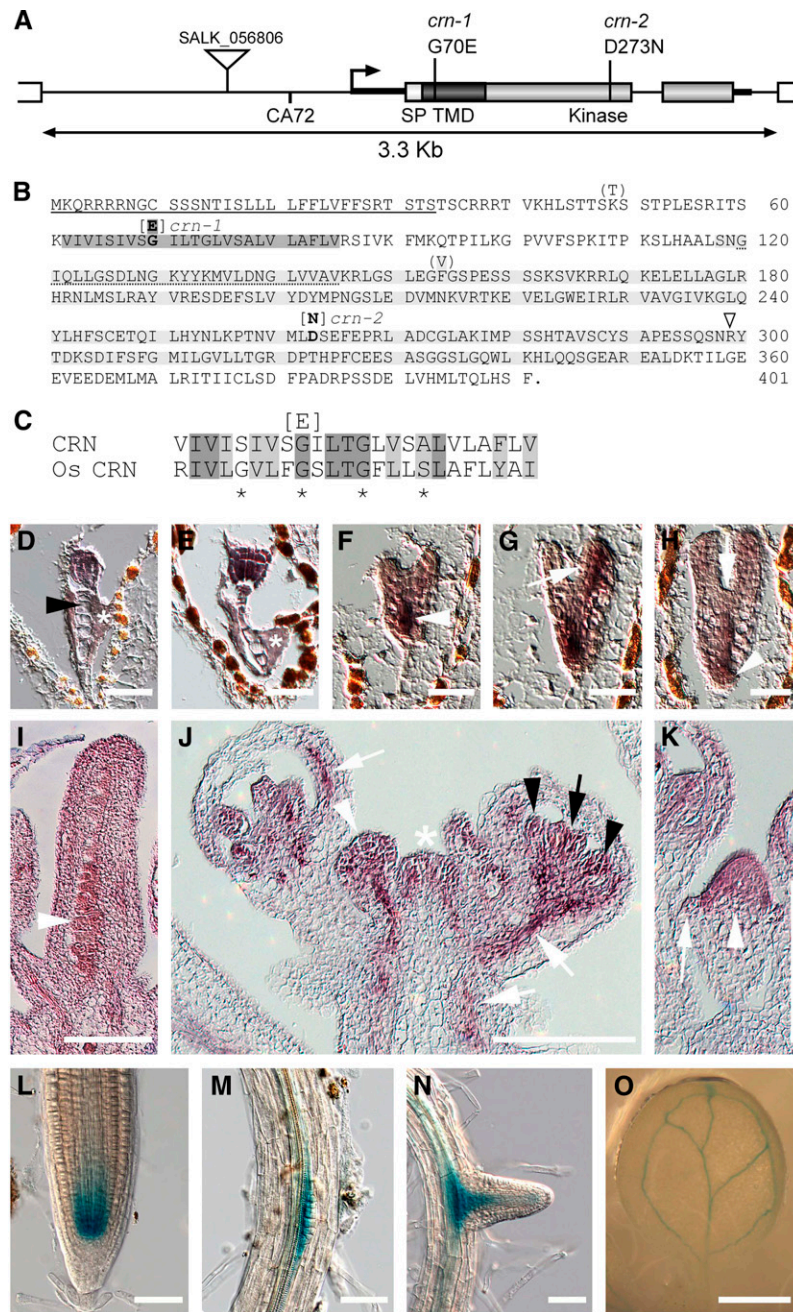 A
SALK_056806
crn-1
G70E
crn-2
D273N
CA72
SP TMD
Kinase
3.3 Kb
B
(T)
MKQRRRRNGC SSSSNTISLL LFFLVFFSRT STSTSCRRRT VKHLSTTSKS STPLESRITS 60
[E] crn-1
KVIVISIVSG ILTGLVSALV LAFLVRSIVK FMKQTPILKG PVVFSPKITP KSLHAALSNG 120
(V)
IQLLGSDLNG KYYKMVLDNG LVVAVKRLGS LEGFGSPESS SSKSVKRRLQ KELELLAGLR 180
HRNLMSLRAY VRESDEFSLV YDYMPNGSLE DVMNKVRTKE VELGWEIRLR VAVGIVKGLQ 240
[N] crn-2
YLHFSCETQI LHYNLKPTNV MLDSEFEPRL ADCGLAKIMP SSHTAVSCYS APESSQSNRY 300
TDKSDIFSFG MILGVLLTGR DPTHPFCEES ASGGSLGQWL KHLQQSGEAR EALDKTILGE 360
EVEEDEMLMA LRITIICLSD FPADRPSSDE LVHMLTQLHS F. 401
C
[E]
CRN VIVISIVSGILTGLVSALVLAFLV
Os CRN RIVLGVLFGSLTGFLLSLAFLYAI
* * * *
D
E
F
G
H
*
*
I
J
K
*
L
M
N
O